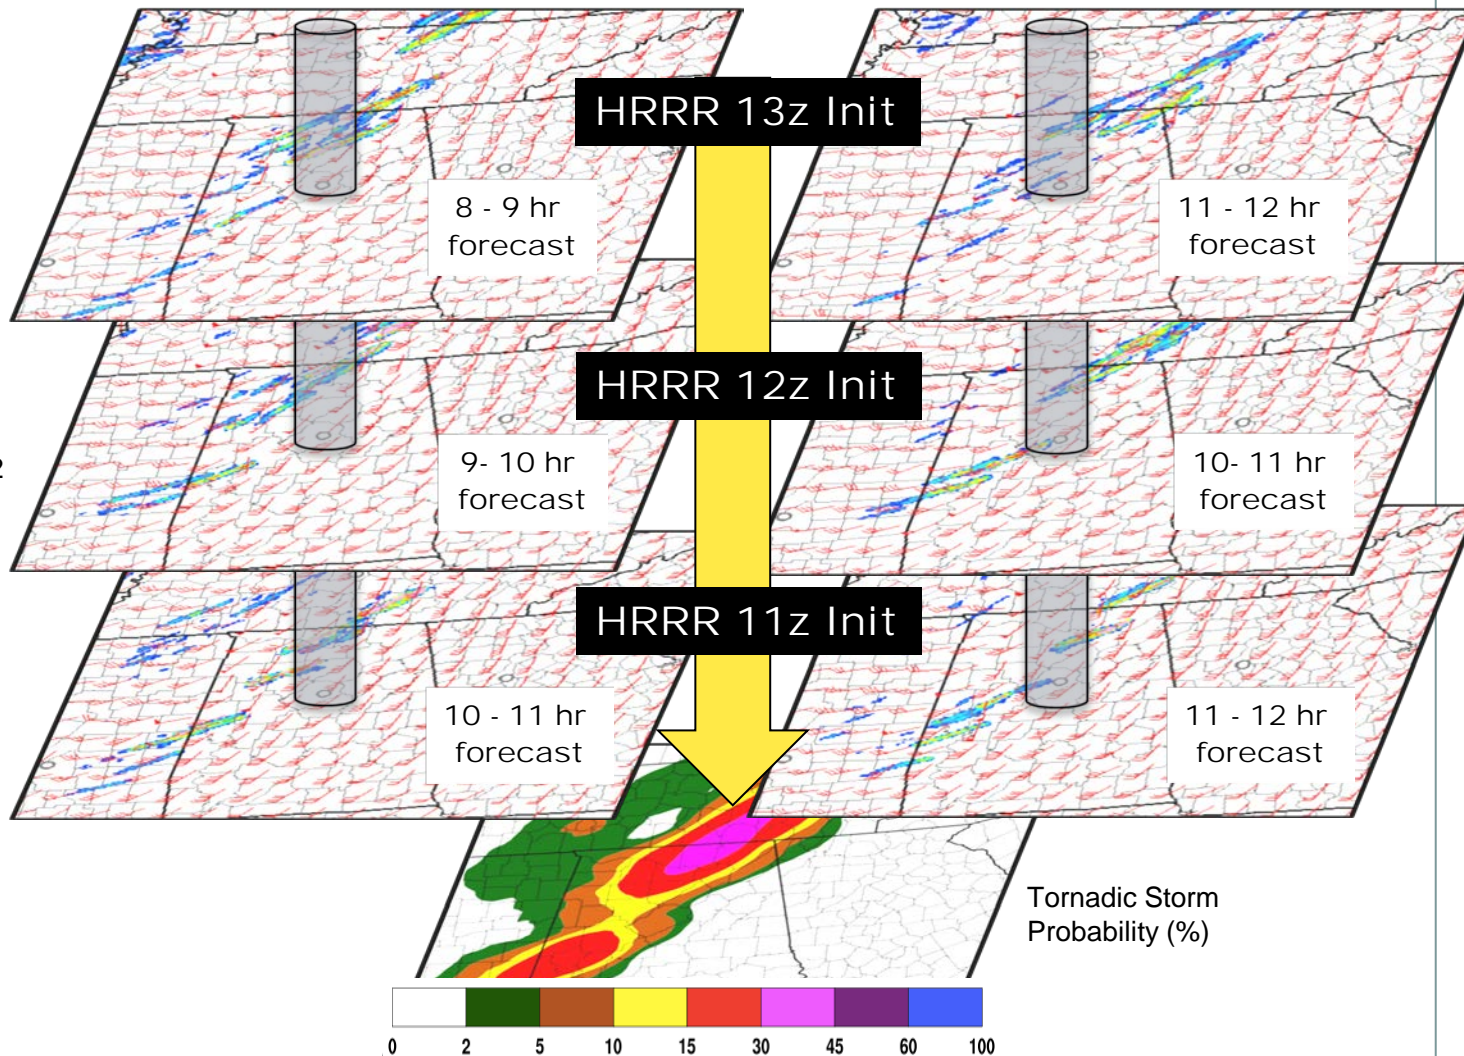 HRRR 13z Init
8 - 9 hr
forecast
11 - 12 hr
forecast
HRRR 12z Init
2
9- 10 hr
forecast
10- 11 hr
forecast
HRRR 11z Init
10 - 11 hr
forecast
11 - 12 hr
forecast
Tornadic Storm
Probability (%)
0 2 5 10 15 30 45 60 100